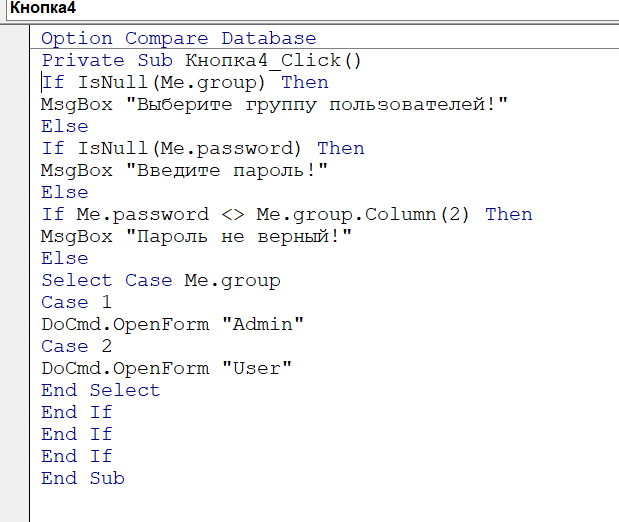 Кнопка4
Option Compare Database
Private Sub Кнопка4_Click()
If IsNull(Me.group) Then
MsgBox "Выберите группу пользователей!"
Else
If IsNull(Me.password) Then
MsgBox "Введите пароль!"
Else
If Me.password <> Me.group.Column(2) Then
MsgBox "Пароль не верный!"
Else
Select Case Me.group
Case 1
DoCmd.OpenForm "Admin"
Case 2
DoCmd.OpenForm "User"
End Select
End If
End If
End If
End Sub